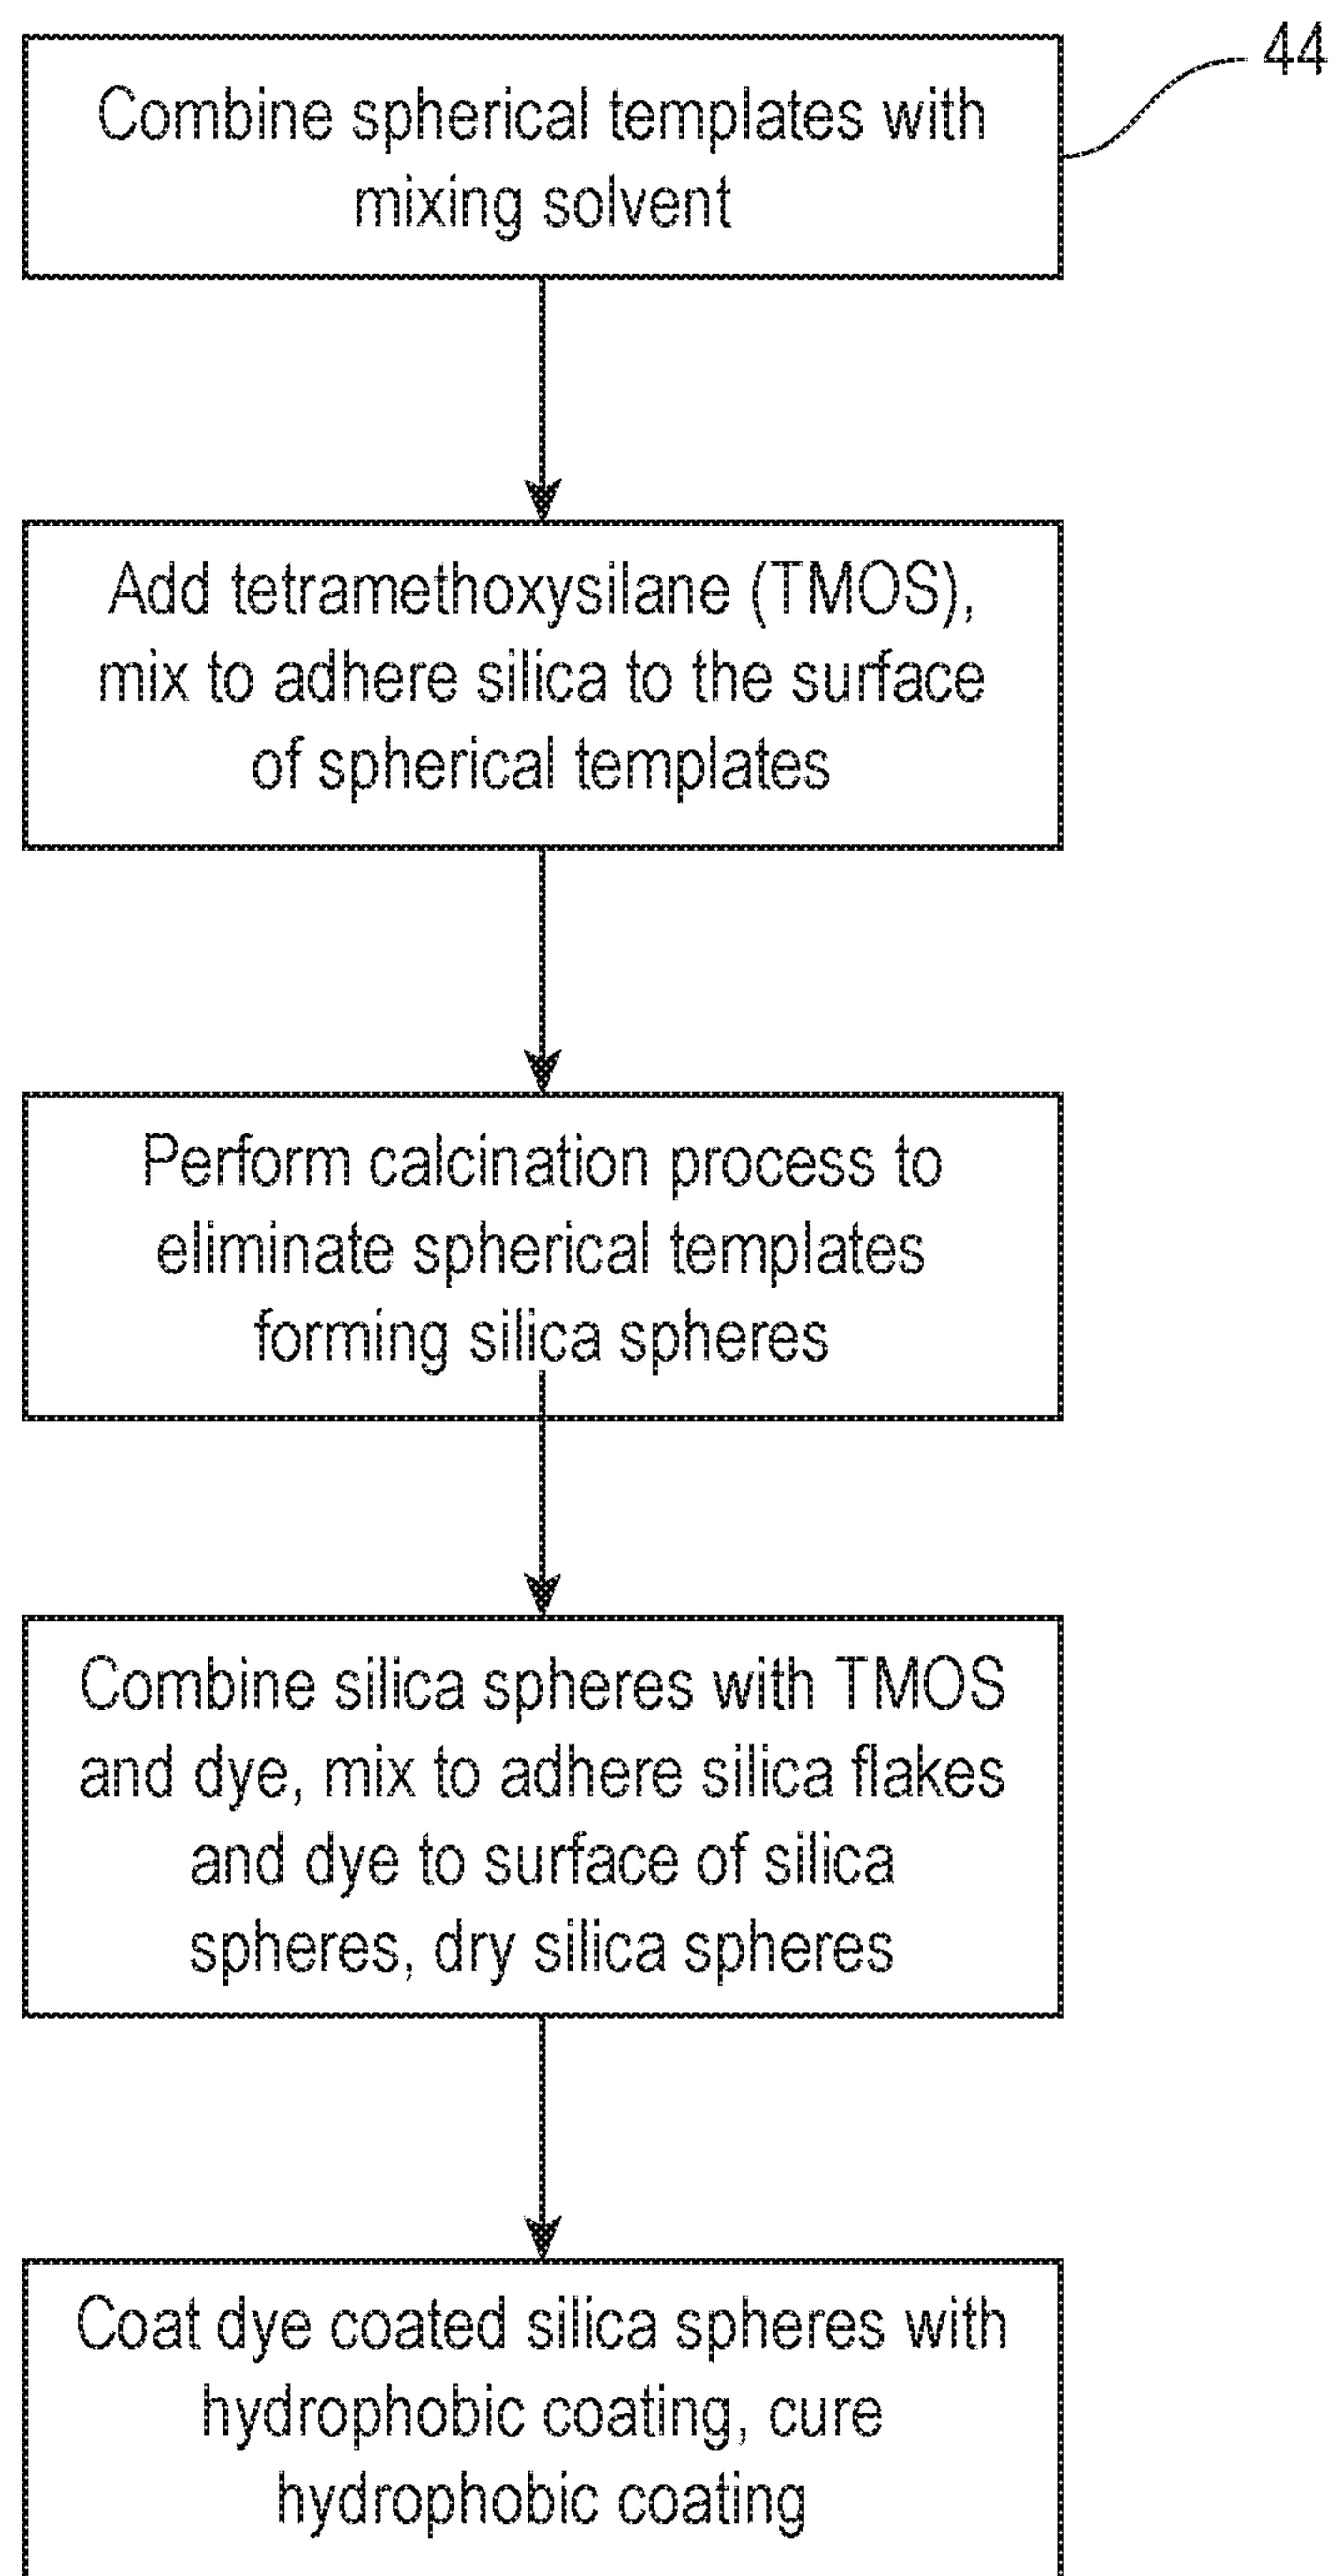 44
Combine spherical templates with
mixing solvent
Add tetramethoxysilane (TMOS),
mix to adhere silica to the surface
of spherical templates
Perform calcination process to
eliminate spherical templates
forming silica spheres
Combine silica spheres with TMOS
and dye, mix to adhere silica flakes
and dye to surface of silica
spheres, dry silica spheres
Coat dye coated silica spheres with
hydrophobic coating, cure
hydrophobic coating